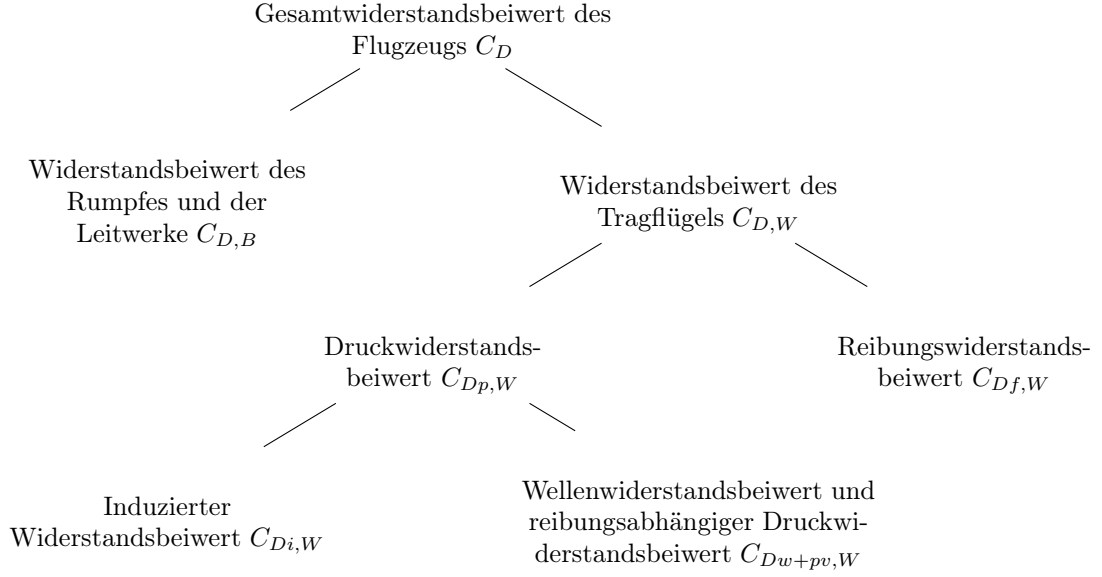 Gesamtwiderstandsbeiwert des
Flugzeugs C_D
Widerstandsbeiwert des
Rumpfes und der
Leitwerke C_{D,B}
Widerstandsbeiwert des
Tragflügels C_{D,W}
Druckwiderstands-
beiwert C_{Dp,W}
Reibungswiderstands-
beiwert C_{Df,W}
Induzierter
Widerstandsbeiwert C_{Di,W}
Wellenwiderstandsbeiwert und
reibungsabhängiger Druckwi-
derstandsbeiwert C_{Dw+pv,W}